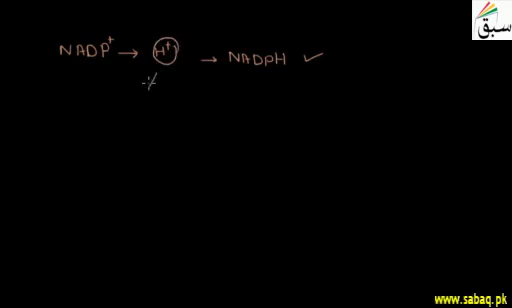 سبق
NADP⁺ → H⁺ → NADPH ✓
www.sabaq.pk